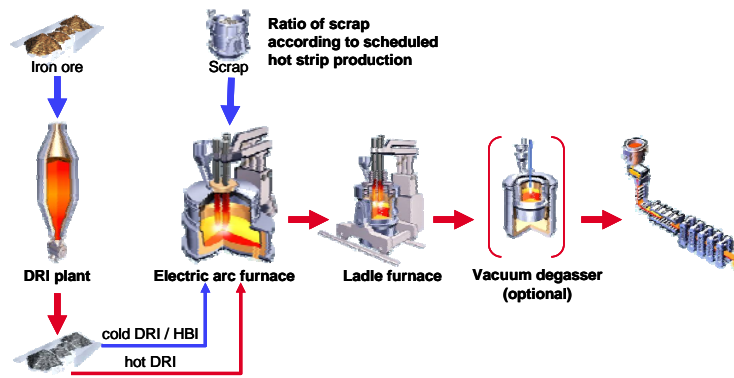 Ratio of scrap
according to scheduled
hot strip production
Iron ore
Scrap
DRI plant
Electric arc furnace
Ladle furnace
Vacuum degasser
(optional)
cold DRI / HBI
hot DRI